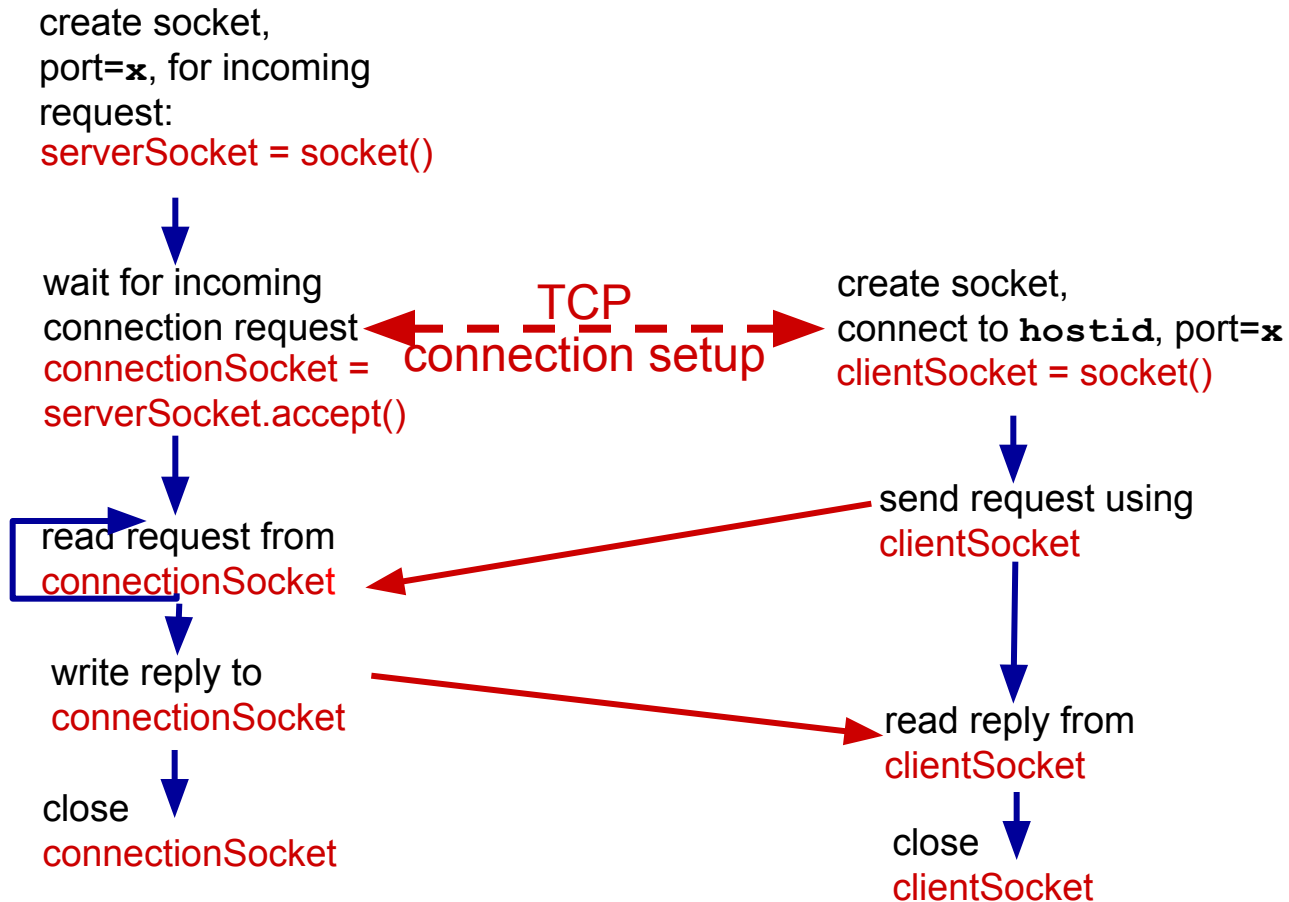 create socket,
port=x, for incoming
request:
serverSocket = socket()
wait for incoming
connection request
connectionSocket =
serverSocket.accept()
TCP
connection setup
create socket,
connect to hostid, port=x
clientSocket = socket()
read request from
connectionSocket
send request using
clientSocket
write reply to
connectionSocket
read reply from
clientSocket
close
connectionSocket
close
clientSocket